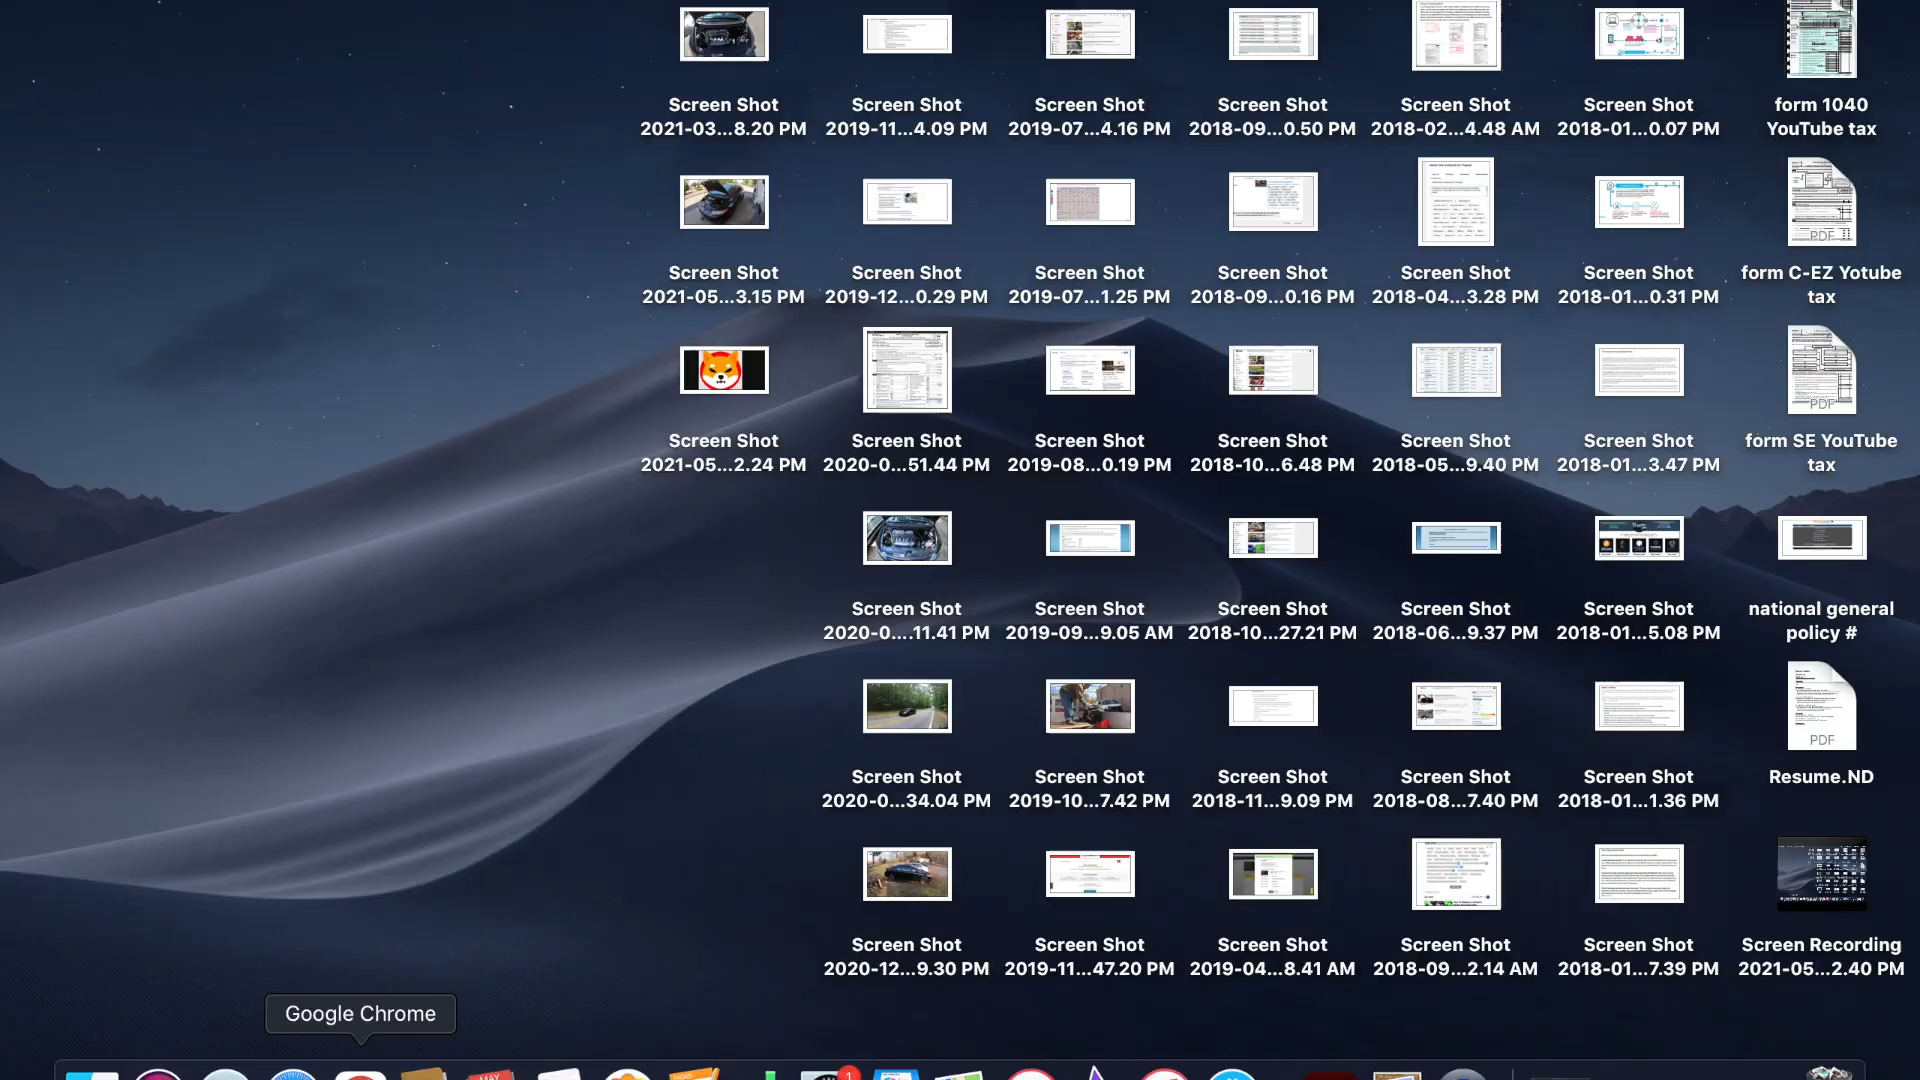 Screen Shot
2021-03...8.20 PM
Screen Shot
2019-11...4.09 PM
Screen Shot
2019-07...4.16 PM
Screen Shot
2018-09...0.50 PM
Screen Shot
2018-02...4.48 AM
Screen Shot
2018-01...0.07 PM
form 1040
YouTube tax
Screen Shot
2021-05...3.15 PM
Screen Shot
2019-12...0.29 PM
Screen Shot
2019-07...1.25 PM
Screen Shot
2018-09...0.16 PM
Screen Shot
2018-04...3.28 PM
Screen Shot
2018-01...0.31 PM
PDF
form C-EZ Yotube
tax
Screen Shot
2021-05...2.24 PM
Screen Shot
2020-0...51.44 PM
Screen Shot
2019-08...0.19 PM
Screen Shot
2018-10...6.48 PM
Screen Shot
2018-05...9.40 PM
Screen Shot
2018-01...3.47 PM
PDF
form SE YouTube
tax
Screen Shot
2020-0....11.41 PM
Screen Shot
2019-09...9.05 AM
Screen Shot
2018-10...27.21 PM
Screen Shot
2018-06...9.37 PM
Screen Shot
2018-01...5.08 PM
national general
policy #
Screen Shot
2020-0...34.04 PM
Screen Shot
2019-10...7.42 PM
Screen Shot
2018-11...9.09 PM
Screen Shot
2018-08...7.40 PM
Screen Shot
2018-01...1.36 PM
PDF
Resume.ND
Screen Shot
2020-12...9.30 PM
Screen Shot
2019-11...47.20 PM
Screen Shot
2019-04...8.41 AM
Screen Shot
2018-09...2.14 AM
Screen Shot
2018-01...7.39 PM
Screen Recording
2021-05...2.40 PM
Google Chrome
MAY
1